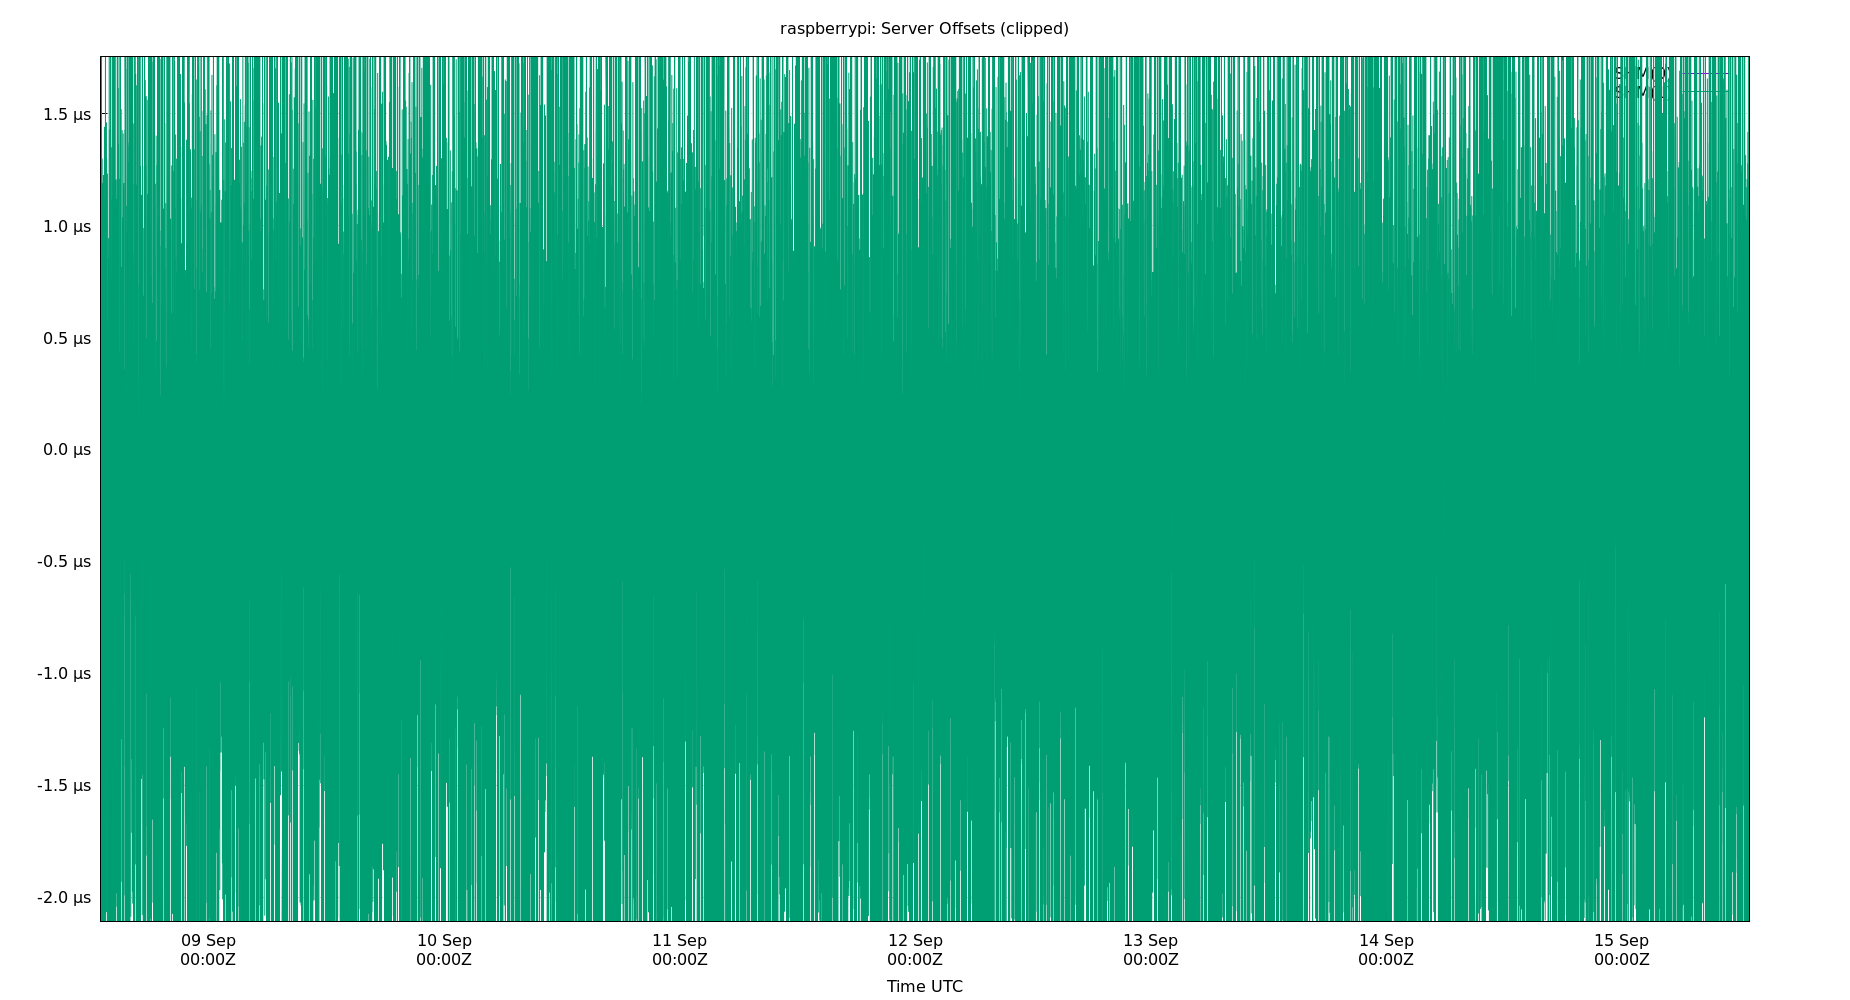 raspberrypi: Server Offsets (clipped)
1.5 µs
1.0 µs
0.5 µs
0.0 µs
-0.5 µs
-1.0 µs
-1.5 µs
-2.0 µs
09 Sep 10 Sep 11 Sep 12 Sep 13 Sep 14 Sep 15 Sep
00:00Z 00:00Z 00:00Z 00:00Z 00:00Z 00:00Z 00:00Z
Time UTC